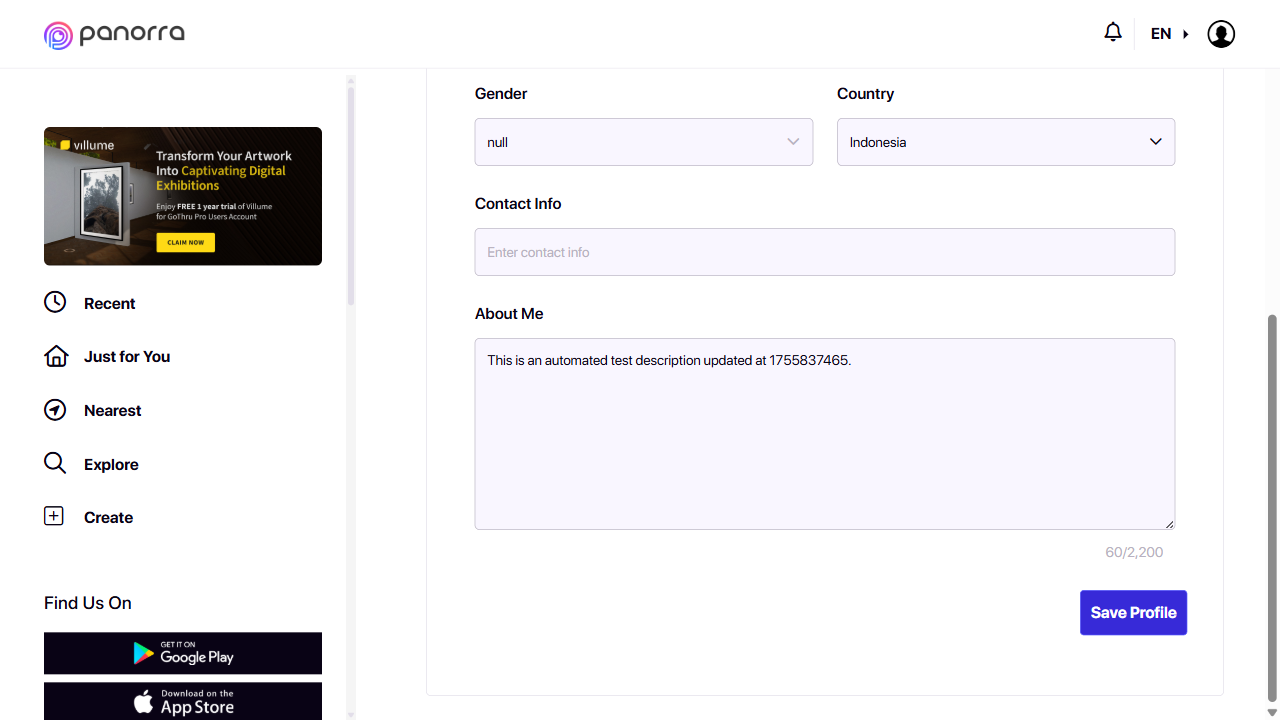 panorra
EN
villume
Transform Your Artwork
Into Captivating Digital
Exhibitions
Enjoy FREE 1 year trial of Villume
for GoThru Pro Users Account
CLAIM NOW
Recent
Just for You
Nearest
Explore
Create
Find Us On
GET IT ON
Google Play
Download on the
App Store
Gender
Country
null
Indonesia
Contact Info
Enter contact info
About Me
This is an automated test description updated at 1755837465.
60/2,200
Save Profile